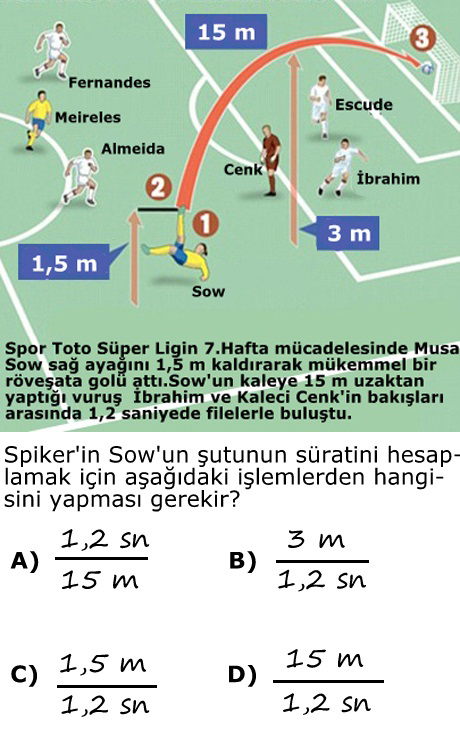 15 m
3
Fernandes
Escude
Meireles
Almeida
Cenk
İbrahim
2
1
3 m
1,5 m
Sow
Spor Toto Süper Ligin 7.Hafta mücadelesinde Musa
Sow sağ ayağını 1,5 m kaldırarak mükemmel bir
röveşata golü attı.Sow'un kaleye 15 m uzaktan
yaptığı vuruş İbrahim ve Kaleci Cenk'in bakışları
arasında 1,2 saniyede filelerle buluştu.
Spiker'in Sow'un şutunun süratini hesap-
lamak için aşağıdaki işlemlerden hangi-
sini yapması gerekir?
A) 1,2 sn
15 m
B) 3 m
1,2 sn
C) 1,5 m
1,2 sn
D) 15 m
1,2 sn